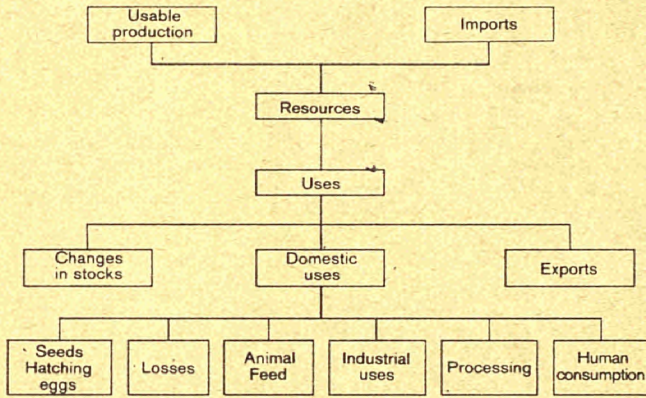 Usable
production
Imports
Resources
Uses
Changes
in stocks
Domestic
uses
Exports
Seeds
Hatching
eggs
Losses
Animal
Feed
Industrial
uses
Processing
Human
consumption